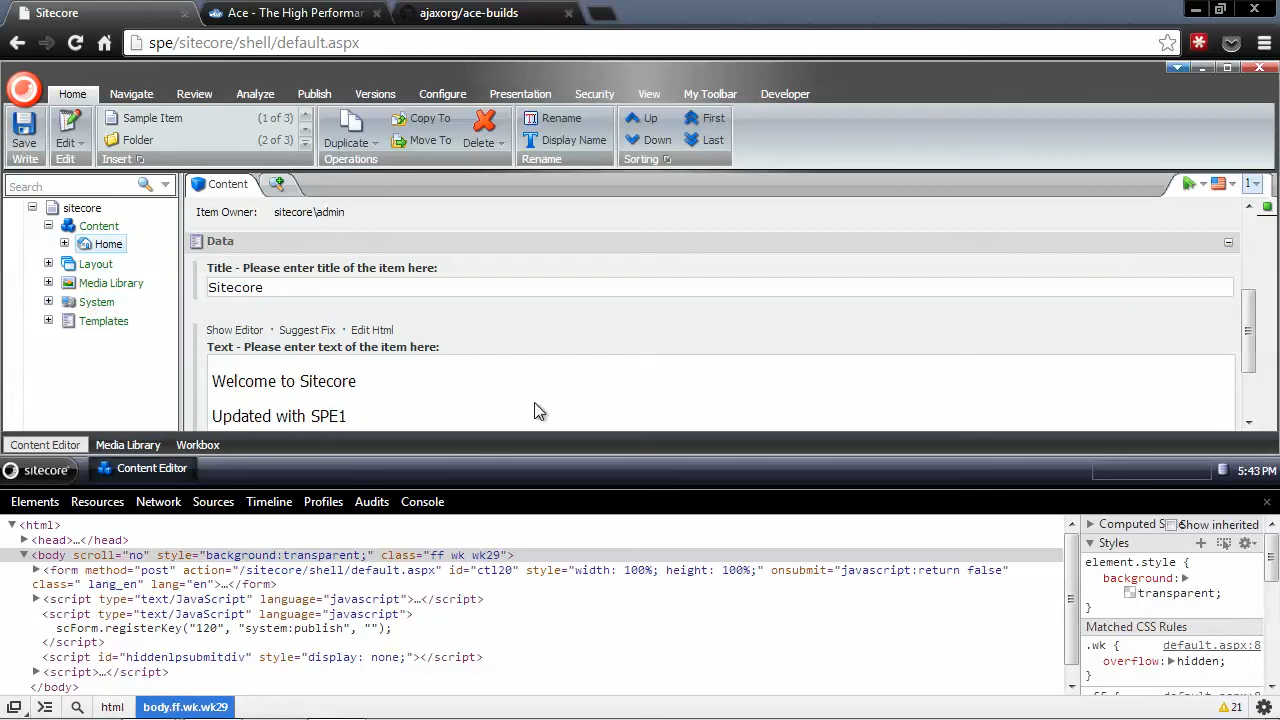 Sitecore
Ace - The High Performar
ajaxorg/ace-builds
spe/sitecore/shell/default.aspx
Home Navigate Review Analyze Publish Versions Configure Presentation Security View My Toolbar Developer
Sample Item (1 of 3)
Folder (2 of 3)
Save
Write
Edit
Edit
Insert
Duplicate
Copy To
Move To
Delete
Operations
Rename
Display Name
Rename
Up
First
Down
Last
Sorting
Search
Content
1
sitecore
Content
Home
Layout
Media Library
System
Templates
Item Owner: sitecore\admin
Data
Title - Please enter title of the item here:
Sitecore
Show Editor · Suggest Fix · Edit Html
Text - Please enter text of the item here:
Welcome to Sitecore
Updated with SPE1
Content Editor Media Library Workbox
sitecore Content Editor 5:43 PM
Elements Resources Network Sources Timeline Profiles Audits Console
<html>
<head>…</head>
<body scroll="no" style="background:transparent;" class="ff wk wk29">
<form method="post" action="/sitecore/shell/default.aspx" id="ctl20" style="width: 100%; height: 100%;" onsubmit="javascript:return false"
class=" lang_en" lang="en">…</form>
<script type="text/JavaScript" language="javascript">…</script>
<script type="text/JavaScript" language="javascript">
scForm.registerKey("120", "system:publish", "");
</script>
<script id="hiddenlpsubmitdiv" style="display: none;"></script>
<script>…</script>
</body>
Computed S Show inherited
Styles
element.style {
background:
transparent;
}
Matched CSS Rules
.wk { default.aspx:8
overflow: hidden;
}
html body.ff.wk.wk29 21